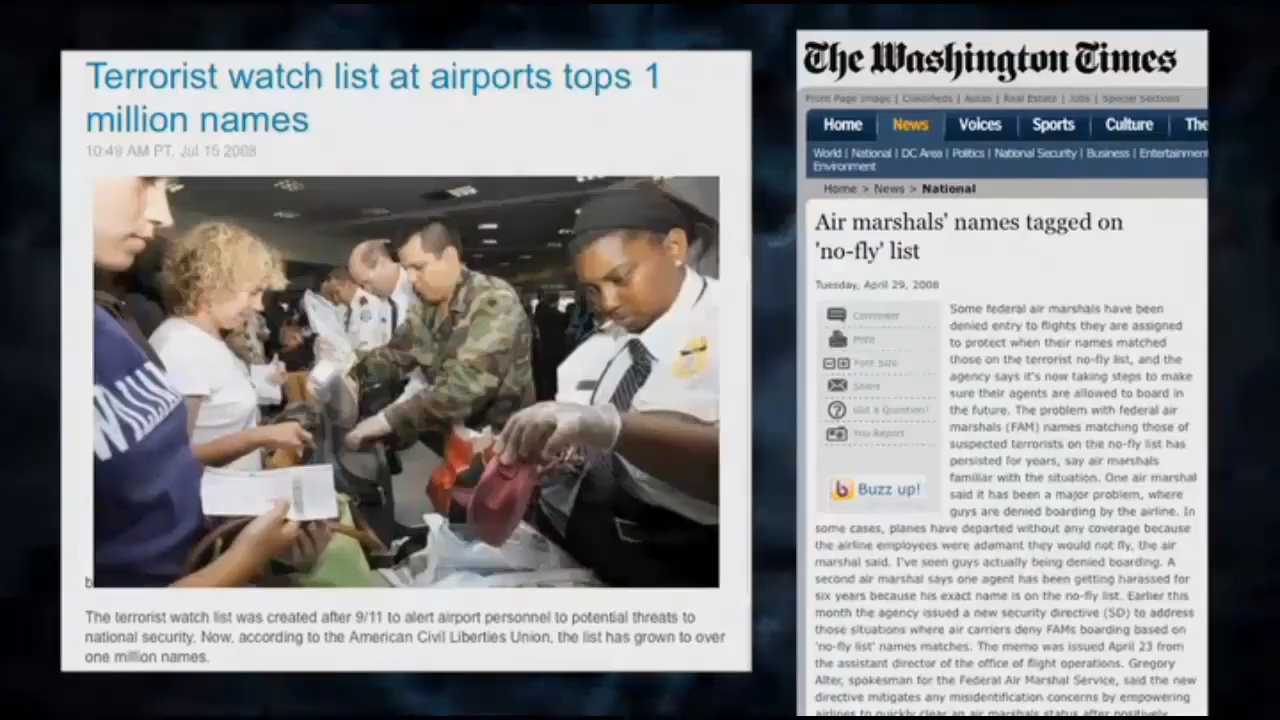 Terrorist watch list at airports tops 1
million names
10:49 AM PT, Jul 15 2008
b
The terrorist watch list was created after 9/11 to alert airport personnel to potential threats to
national security. Now, according to the American Civil Liberties Union, the list has grown to over
one million names.
The Washington Times
Front Page Image | Classifieds | Autos | Real Estate | Jobs | Special Sections
Home News Voices Sports Culture The
World | National | DC Area | Politics | National Security | Business | Entertainment
Environment
Home > News > National
Air marshals' names tagged on
'no-fly' list
Tuesday, April 29, 2008
Comment
Print
Font Size
Share
Got a Question?
You Report
Buzz up!
Some federal air marshals have been
denied entry to flights they are assigned
to protect when their names matched
those on the terrorist no-fly list, and the
agency says it's now taking steps to make
sure their agents are allowed to board in
the future. The problem with federal air
marshals (FAM) names matching those of
suspected terrorists on the no-fly list has
persisted for years, say air marshals
familiar with the situation. One air marshal
said it has been a major problem, where
guys are denied boarding by the airline. In
some cases, planes have departed without any coverage because
the airline employees were adamant they would not fly, the air
marshal said. I've seen guys actually being denied boarding. A
second air marshal says one agent has been getting harassed for
six years because his exact name is on the no-fly list. Earlier this
month the agency issued a new security directive (SD) to address
those situations where air carriers deny FAMs boarding based on
'no-fly list' names matches. The memo was issued April 23 from
the assistant director of the office of flight operations. Gregory
Alter, spokesman for the Federal Air Marshal Service, said the new
directive mitigates any misidentification concerns by empowering
airlines to quickly clear an air marshals status after positively